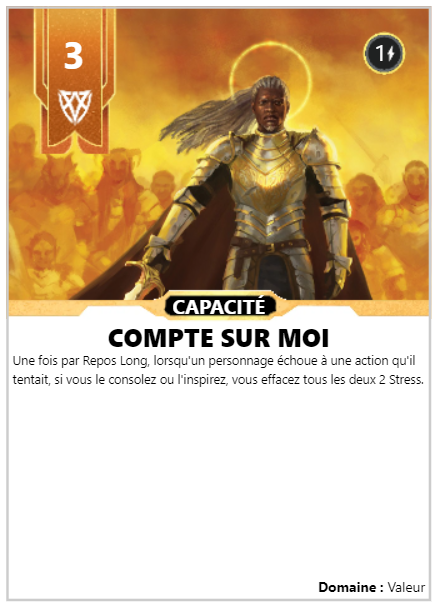 3
1
CAPACITÉ
COMPTE SUR MOI
Une fois par Repos Long, lorsqu'un personnage échoue à une action qu'il
tentait, si vous le consolez ou l'inspirez, vous effacez tous les deux 2 Stress.
Domaine : Valeur